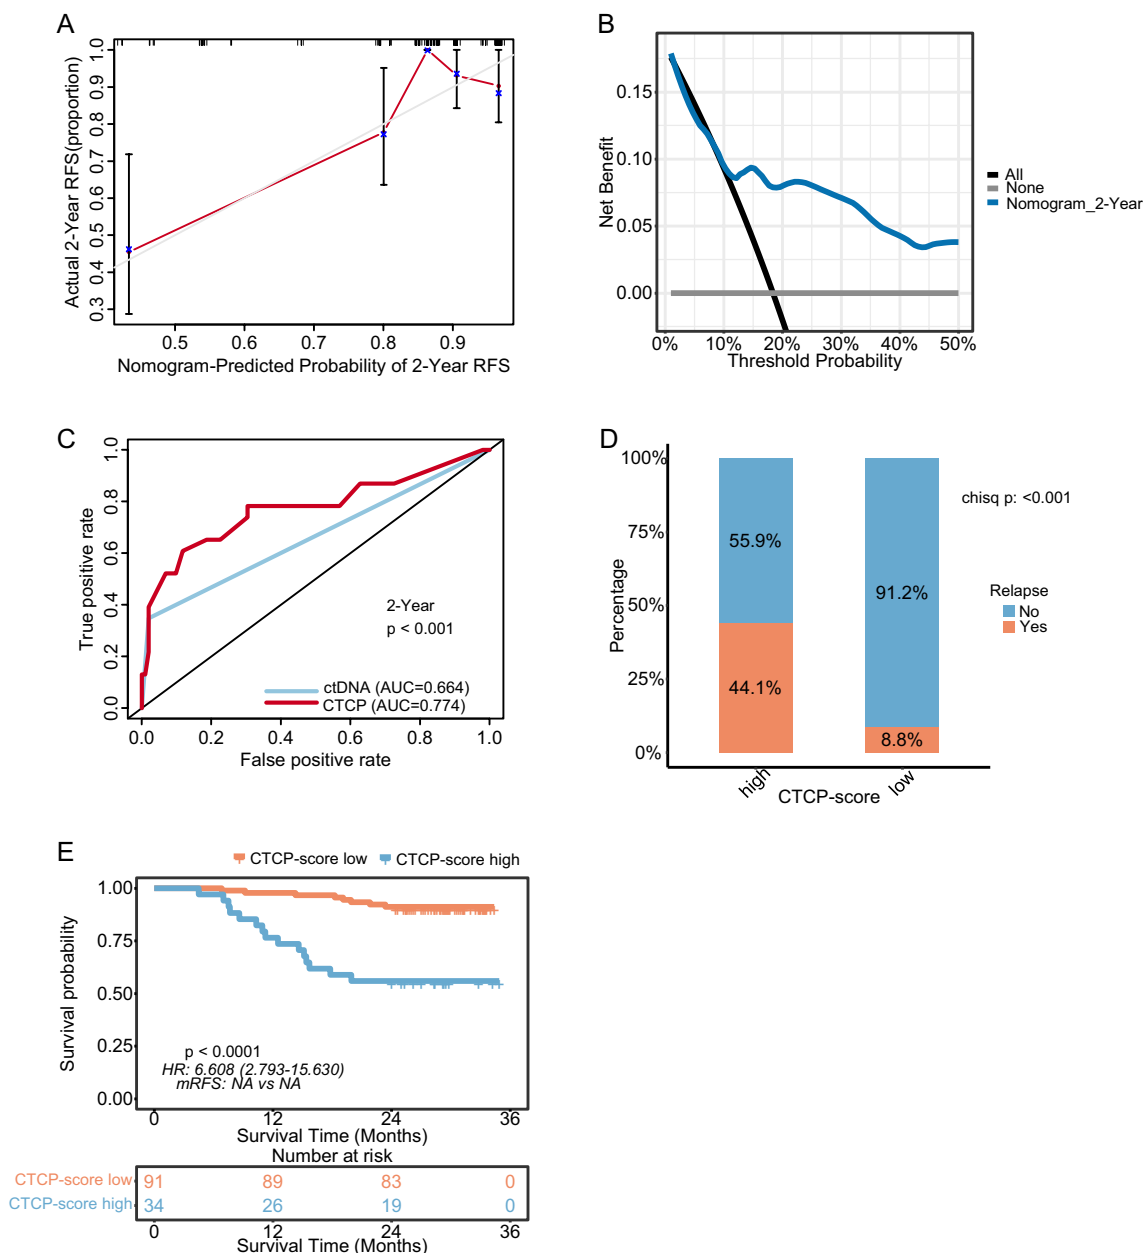 A
Actual 2-Year RFS(proportion)
1.0
0.9
0.8
0.7
0.6
0.5
0.4
0.3
0.5 0.6 0.7 0.8 0.9
Nomogram-Predicted Probability of 2-Year RFS
B
Net Benefit
0.15
0.10
0.05
0.00
0% 10% 20% 30% 40% 50%
Threshold Probability
All
None
Nomogram_2-Year
C
True positive rate
1.0
0.8
0.6
0.4
0.2
0.0
2-Year
p < 0.001
ctDNA (AUC=0.664)
CTCP (AUC=0.774)
0.0 0.2 0.4 0.6 0.8 1.0
False positive rate
D
Percentage
100%
75%
50%
25%
0%
55.9%
44.1%
91.2%
8.8%
chisq p: <0.001
Relapse
No
Yes
high
low
CTCP-score
E
CTCP-score low CTCP-score high
Survival probability
1.00
0.75
0.50
0.25
0.00
p < 0.0001
HR: 6.608 (2.793-15.630)
mRFS: NA vs NA
0 12 24 36
Survival Time (Months)
Number at risk
CTCP-score low 91 89 83 0
CTCP-score high 34 26 19 0
0 12 24 36
Survival Time (Months)